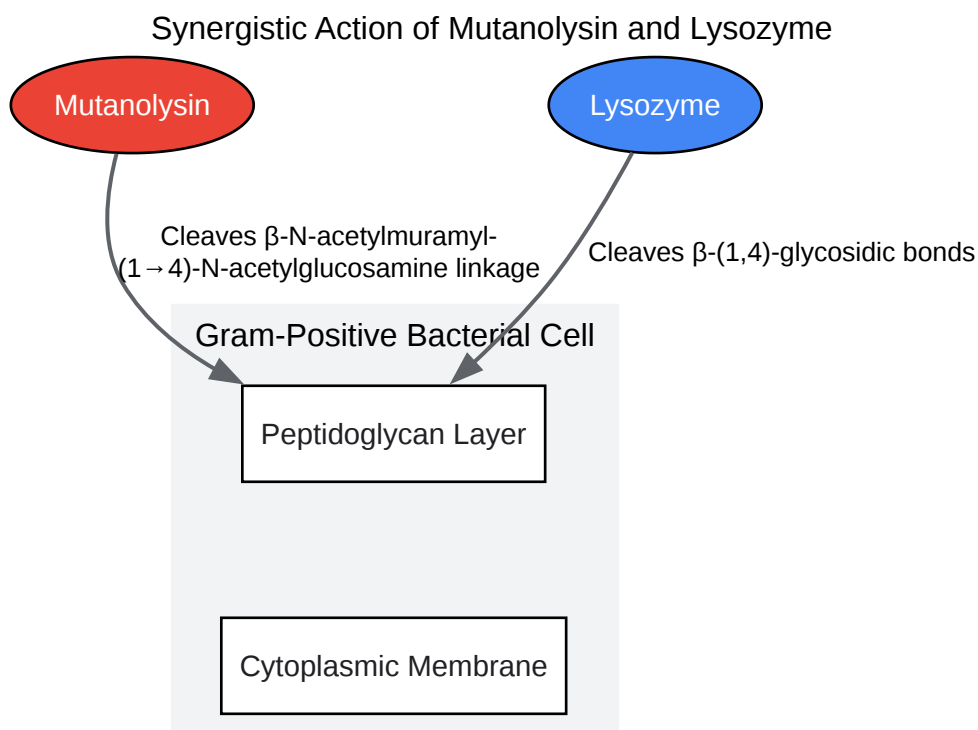 Synergistic Action of Mutanolysin and Lysozyme
Mutanolysin
Lysozyme
Cleaves β-N-acetylmuramyl-
(1→4)-N-acetylglucosamine linkage
Cleaves β-(1,4)-glycosidic bonds
Gram-Positive Bacterial Cell
Peptidoglycan Layer
Cytoplasmic Membrane